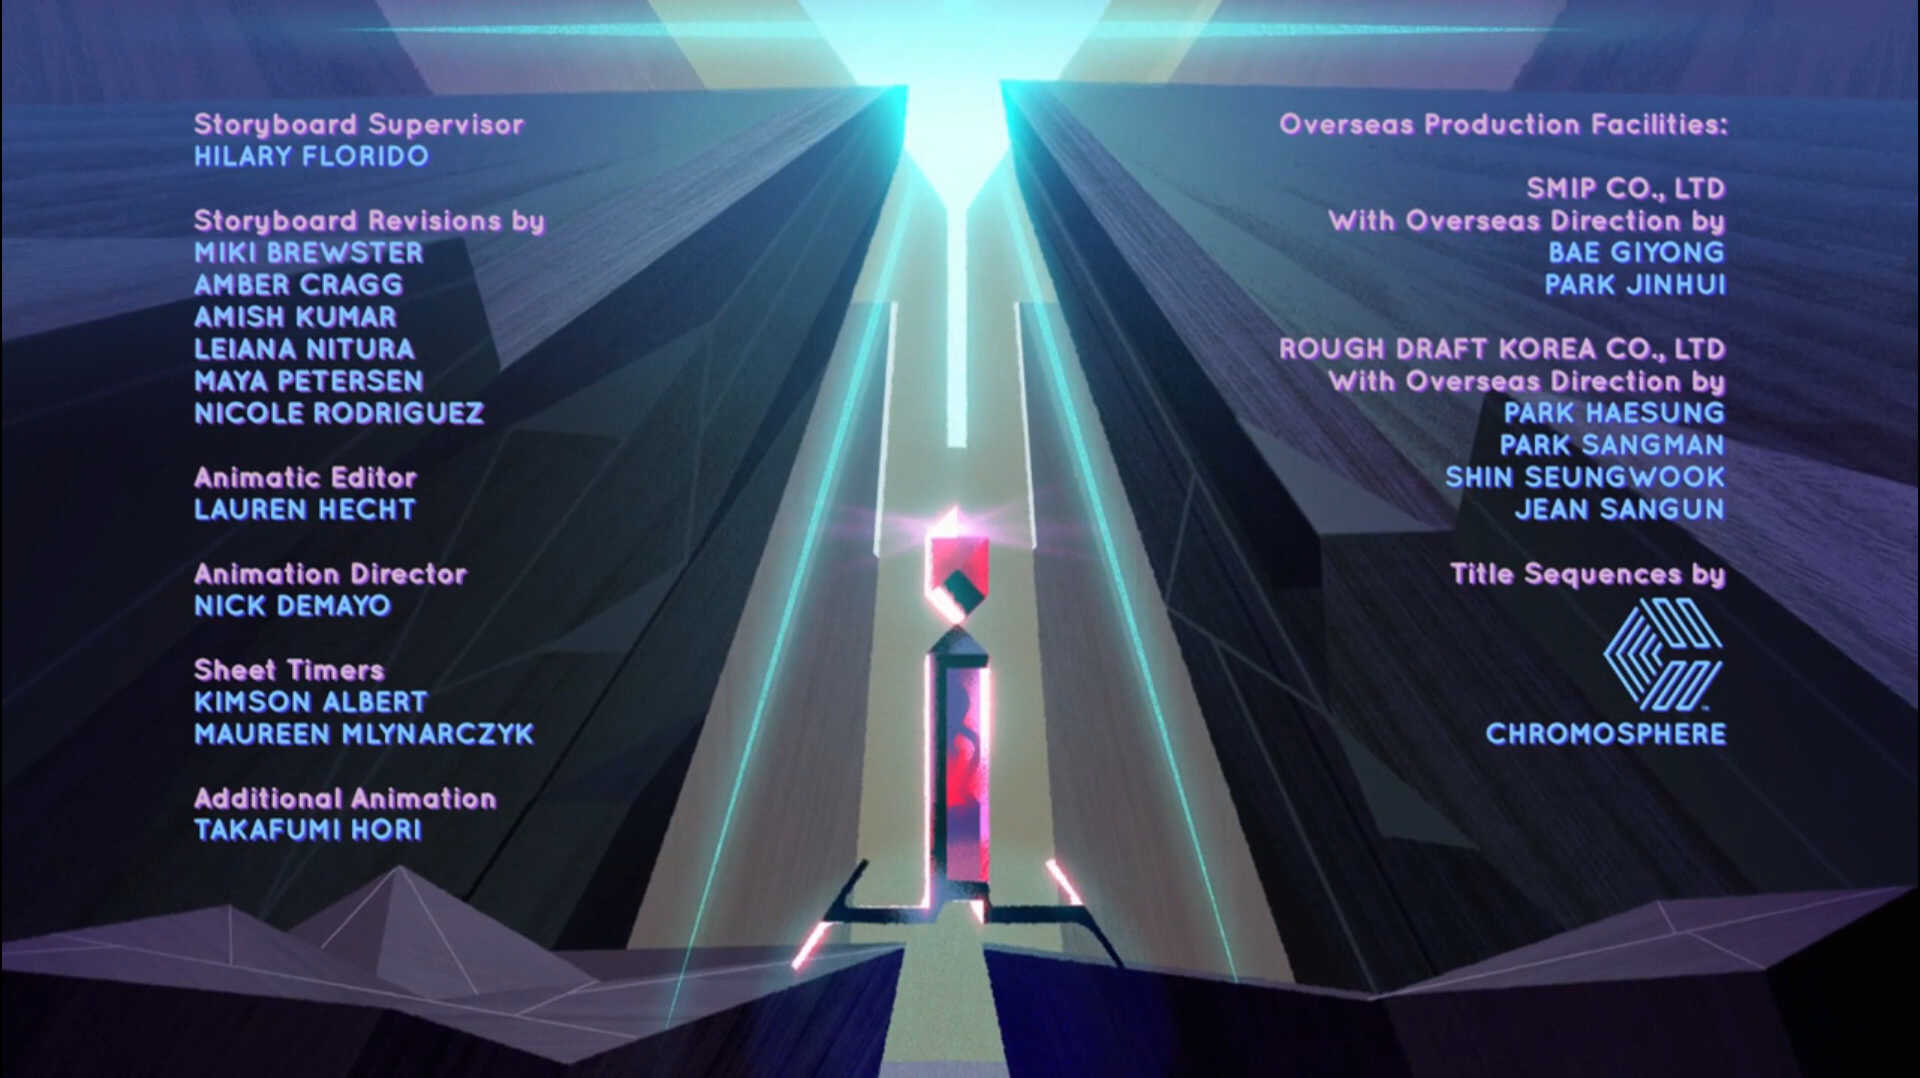 Storyboard Supervisor
HILARY FLORIDO
Storyboard Revisions by
MIKI BREWSTER
AMBER CRAGG
AMISH KUMAR
LEIANA NITURA
MAYA PETERSEN
NICOLE RODRIGUEZ
Animatic Editor
LAUREN HECHT
Animation Director
NICK DEMAYO
Sheet Timers
KIMSON ALBERT
MAUREEN MLYNARCZYK
Additional Animation
TAKAFUMI HORI
Overseas Production Facilities:
SMIP CO., LTD
With Overseas Direction by
BAE GIYONG
PARK JINHUI
ROUGH DRAFT KOREA CO., LTD
With Overseas Direction by
PARK HAESUNG
PARK SANGMAN
SHIN SEUNGWOOK
JEAN SANGUN
Title Sequences by
CHROMOSPHERE